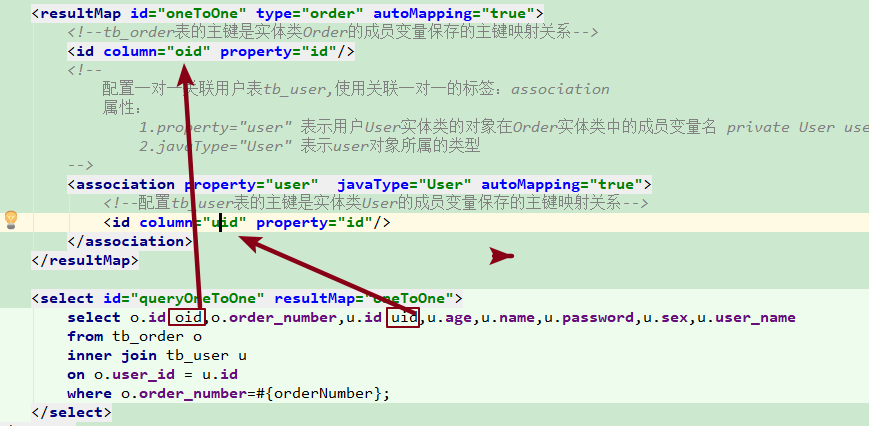 <resultMap id="oneToOne" type="order" autoMapping="true">
<!--tb_order表的主键是实体类Order的成员变量保存的主键映射关系-->
<id column="oid" property="id"/>
<!--
配置一对一关联用户表tb_user,使用关联一对一的标签：association
属性：
1.property="user" 表示用户User实体类的对象在Order实体类中的成员变量名 private User use
2.javaType="User" 表示user对象所属的类型
-->
<association property="user" javaType="User" autoMapping="true">
<!--配置tb_user表的主键是实体类User的成员变量保存的主键映射关系-->
<id column="uid" property="id"/>
</association>
</resultMap>
<select id="queryOneToOne" resultMap="oneToOne">
select o.id oid,o.order_number,u.id uid,u.age,u.name,u.password,u.sex,u.user_name
from tb_order o
inner join tb_user u
on o.user_id = u.id
where o.order_number=#{orderNumber};
</select>